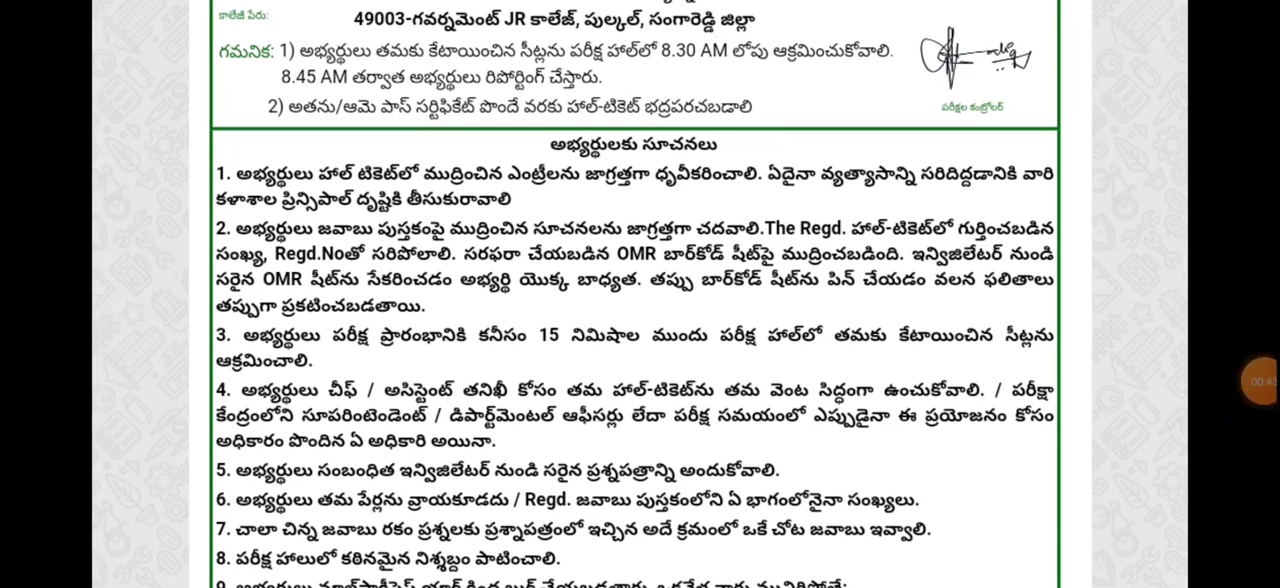 కాలేజీ పేరు:
49003-గవర్నమెంట్ JR కాలేజ్, పుల్కల్, సంగారెడ్డి జిల్లా
గమనిక: 1) అభ్యర్థులు తమకు కేటాయించిన సీట్లను పరీక్ష హాల్‌లో 8.30 AM లోపు ఆక్రమించుకోవాలి.
8.45 AM తర్వాత అభ్యర్థులు రిపోర్టింగ్ చేస్తారు.
2) అతను/ఆమె పాస్ సర్టిఫికేట్ పొందే వరకు హాల్-టికెట్ భద్రపరచబడాలి
పరీక్షల కంట్రోలర్
అభ్యర్థులకు సూచనలు
1. అభ్యర్థులు హాల్ టికెట్‌లో ముద్రించిన ఎంట్రీలను జాగ్రత్తగా ధృవీకరించాలి. ఏదైనా వ్యత్యాసాన్ని సరిదిద్దడానికి వారి
కళాశాల ప్రిన్సిపాల్ దృష్టికి తీసుకురావాలి
2. అభ్యర్థులు జవాబు పుస్తకంపై ముద్రించిన సూచనలను జాగ్రత్తగా చదవాలి.The Regd. హాల్-టికెట్‌లో గుర్తించబడిన
సంఖ్య, Regd.Noతో సరిపోలాలి. సరఫరా చేయబడిన OMR బార్‌కోడ్ షీట్‌పై ముద్రించబడింది. ఇన్విజిలేటర్ నుండి
సరైన OMR షీట్‌ను సేకరించడం అభ్యర్థి యొక్క బాధ్యత. తప్పు బార్‌కోడ్ షీట్‌ను పిన్ చేయడం వలన ఫలితాలు
తప్పుగా ప్రకటించబడతాయి.
3. అభ్యర్థులు పరీక్ష ప్రారంభానికి కనీసం 15 నిమిషాల ముందు పరీక్ష హాల్‌లో తమకు కేటాయించిన సీట్లను
ఆక్రమించాలి.
4. అభ్యర్థులు చీఫ్ / అసిస్టెంట్ తనిఖీ కోసం తమ హాల్-టికెట్‌ను తమ వెంట సిద్ధంగా ఉంచుకోవాలి. / పరీక్షా
కేంద్రంలోని సూపరింటెండెంట్ / డిపార్ట్‌మెంటల్ ఆఫీసర్లు లేదా పరీక్ష సమయంలో ఎప్పుడైనా ఈ ప్రయోజనం కోసం
అధికారం పొందిన ఏ అధికారి అయినా.
5. అభ్యర్థులు సంబంధిత ఇన్విజిలేటర్ నుండి సరైన ప్రశ్నపత్రాన్ని అందుకోవాలి.
6. అభ్యర్థులు తమ పేర్లను వ్రాయకూడదు / Regd. జవాబు పుస్తకంలోని ఏ భాగంలోనైనా సంఖ్యలు.
7. చాలా చిన్న జవాబు రకం ప్రశ్నలకు ప్రశ్నాపత్రంలో ఇచ్చిన అదే క్రమంలో ఒకే చోట జవాబు ఇవ్వాలి.
8. పరీక్ష హాలులో కఠినమైన నిశ్శబ్దం పాటించాలి.